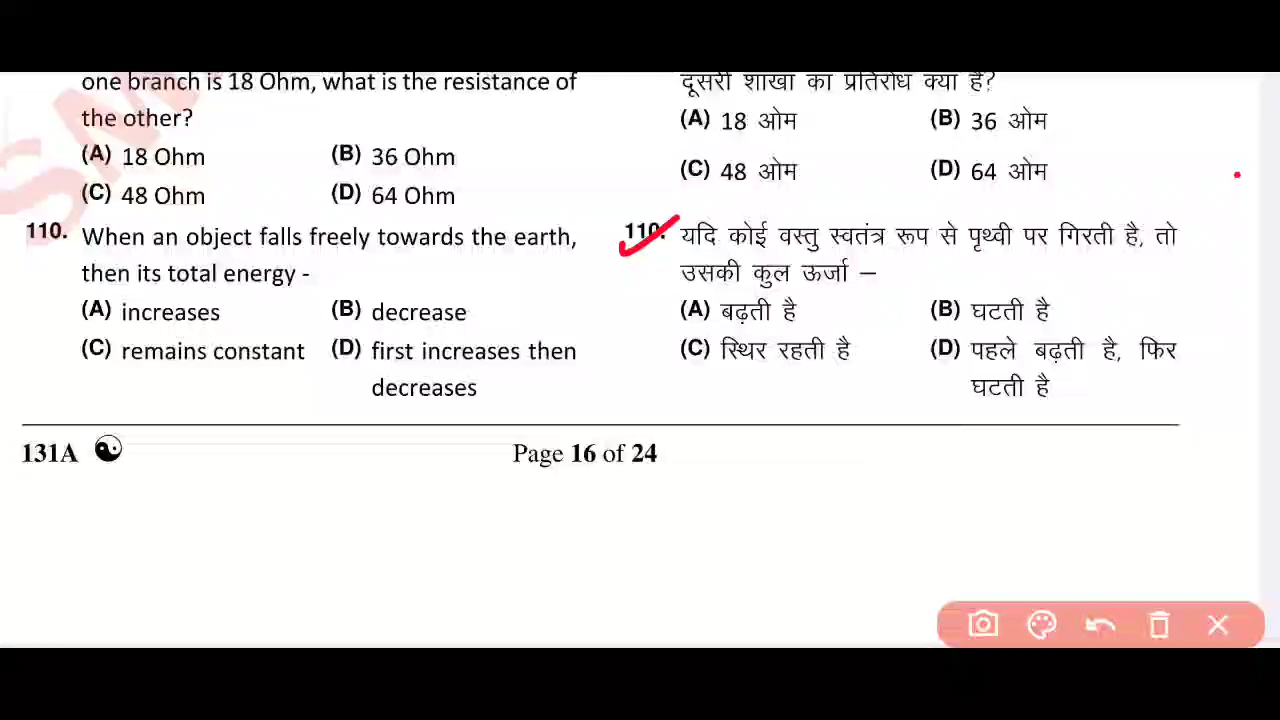 one branch is 18 Ohm, what is the resistance of
the other?
(A) 18 Ohm (B) 36 Ohm
(C) 48 Ohm (D) 64 Ohm
110. When an object falls freely towards the earth,
then its total energy -
(A) increases (B) decrease
(C) remains constant (D) first increases then
decreases
दूसरी शाखा का प्रतिरोध क्या है?
(A) 18 ओम (B) 36 ओम
(C) 48 ओम (D) 64 ओम
110. यदि कोई वस्तु स्वतंत्र रूप से पृथ्वी पर गिरती है, तो
उसकी कुल ऊर्जा –
(A) बढ़ती है (B) घटती है
(C) स्थिर रहती है (D) पहले बढ़ती है, फिर
घटती है
131A Page 16 of 24